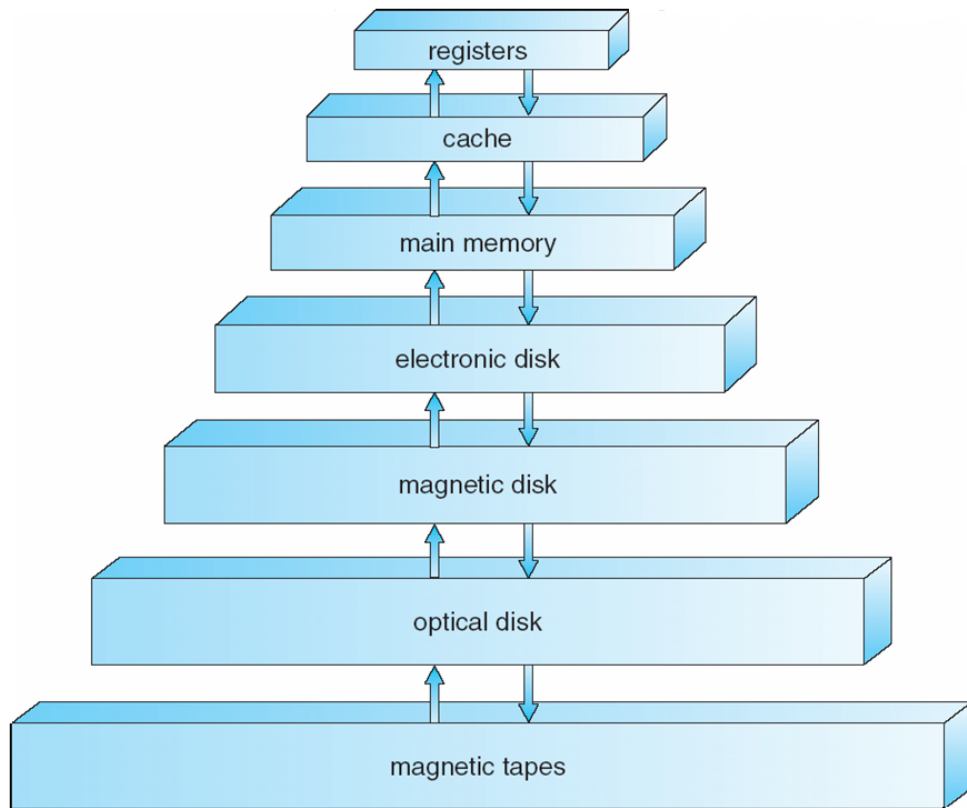 registers
cache
main memory
electronic disk
magnetic disk
optical disk
magnetic tapes